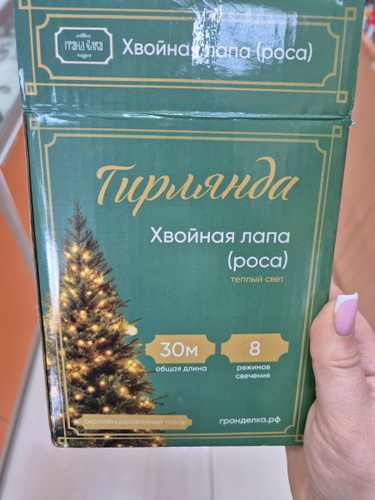 ГРАНД ЁЛКА
Хвойная лапа (роса)
Гирлянда
Хвойная лапа
(роса)
теплый свет
30м
общая длина
8
режимов
свечения
сертифицированный товар
гранделка.рф